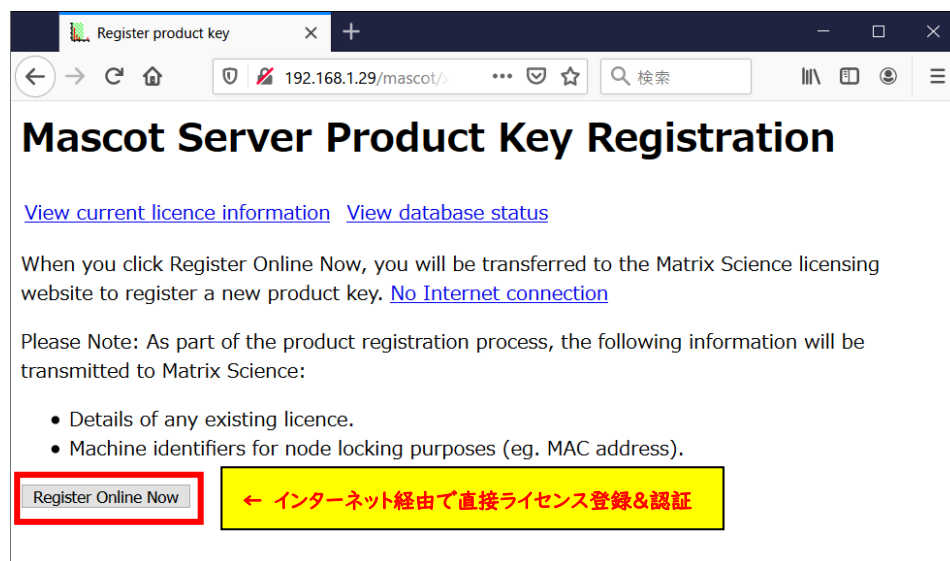 Register product key
192.168.1.29/mascot/
検索
Mascot Server Product Key Registration
View current licence information View database status
When you click Register Online Now, you will be transferred to the Matrix Science licensing
website to register a new product key. No Internet connection
Please Note: As part of the product registration process, the following information will be
transmitted to Matrix Science:
• Details of any existing licence.
• Machine identifiers for node locking purposes (eg. MAC address).
Register Online Now
← インターネット経由で直接ライセンス登録&認証